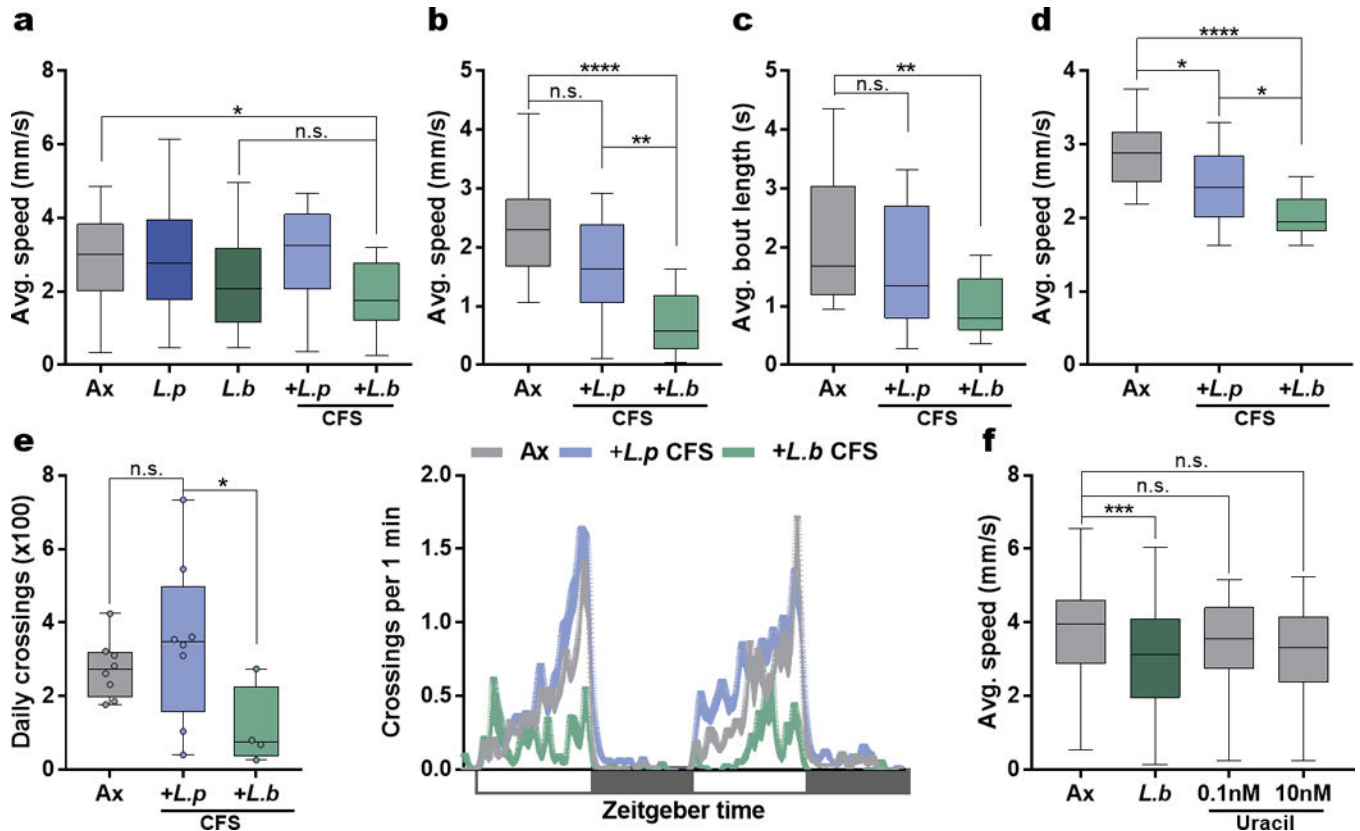 a
Avg. speed (mm/s)
8
6
4
2
0
*
n.s.
Ax
L.p
L.b
+L.p
+L.b
CFS
b
Avg. speed (mm/s)
5
4
3
2
1
0
****
n.s.
**
Ax
+L.p
+L.b
CFS
c
Avg. bout length (s)
5
4
3
2
1
0
**
n.s.
Ax
+L.p
+L.b
CFS
d
Avg. speed (mm/s)
4
3
2
1
0
****
*
*
Ax
+L.p
+L.b
CFS
e
Daily crossings (x100)
8
6
4
2
0
n.s.
*
Ax
+L.p
+L.b
CFS
Ax
+L.p CFS
+L.b CFS
Crossings per 1 min
2.0
1.5
1.0
0.5
0.0
Zeitgeber time
f
Avg. speed (mm/s)
8
6
4
2
0
n.s.
n.s.
***
Ax
L.b
0.1nM
10nM
Uracil